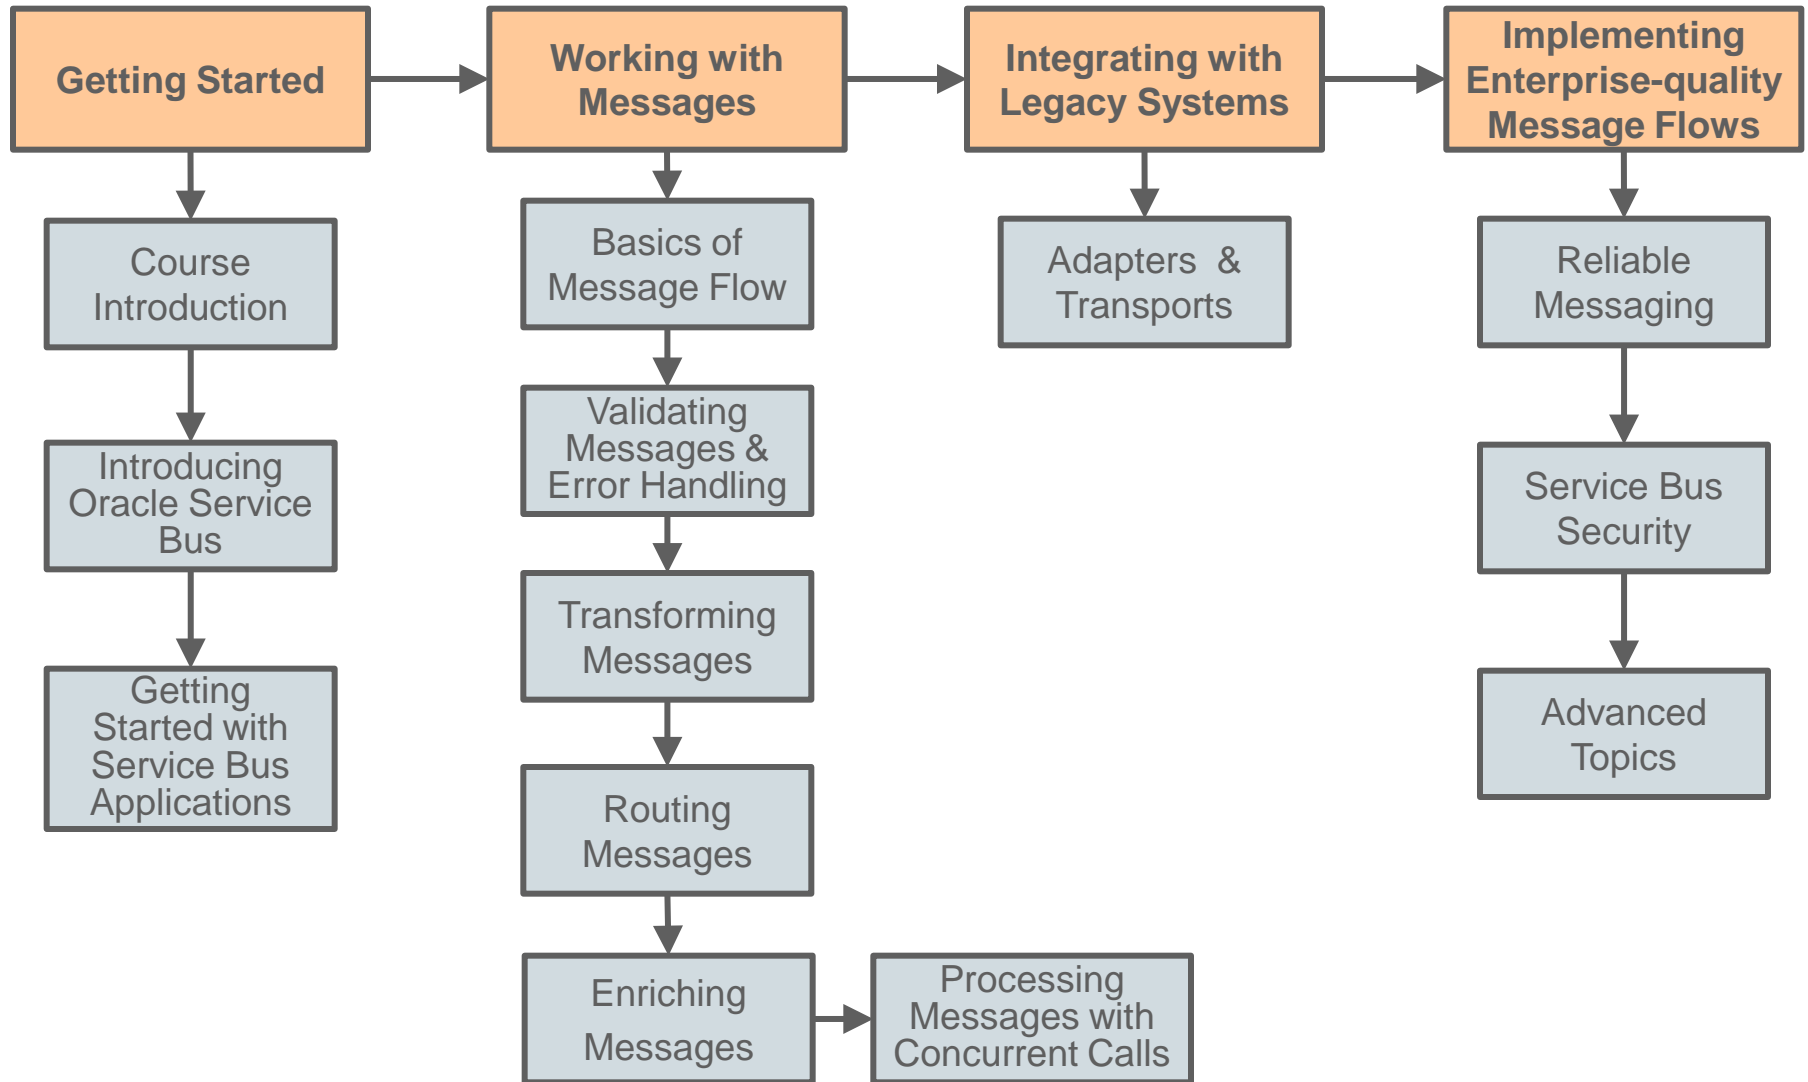 Getting Started
Working with
Messages
Integrating with
Legacy Systems
Implementing
Enterprise-quality
Message Flows
Course
Introduction
Introducing
Oracle Service
Bus
Getting
Started with
Service Bus
Applications
Basics of
Message Flow
Validating
Messages &
Error Handling
Transforming
Messages
Routing
Messages
Enriching
Messages
Processing
Messages with
Concurrent Calls
Adapters &
Transports
Reliable
Messaging
Service Bus
Security
Advanced
Topics